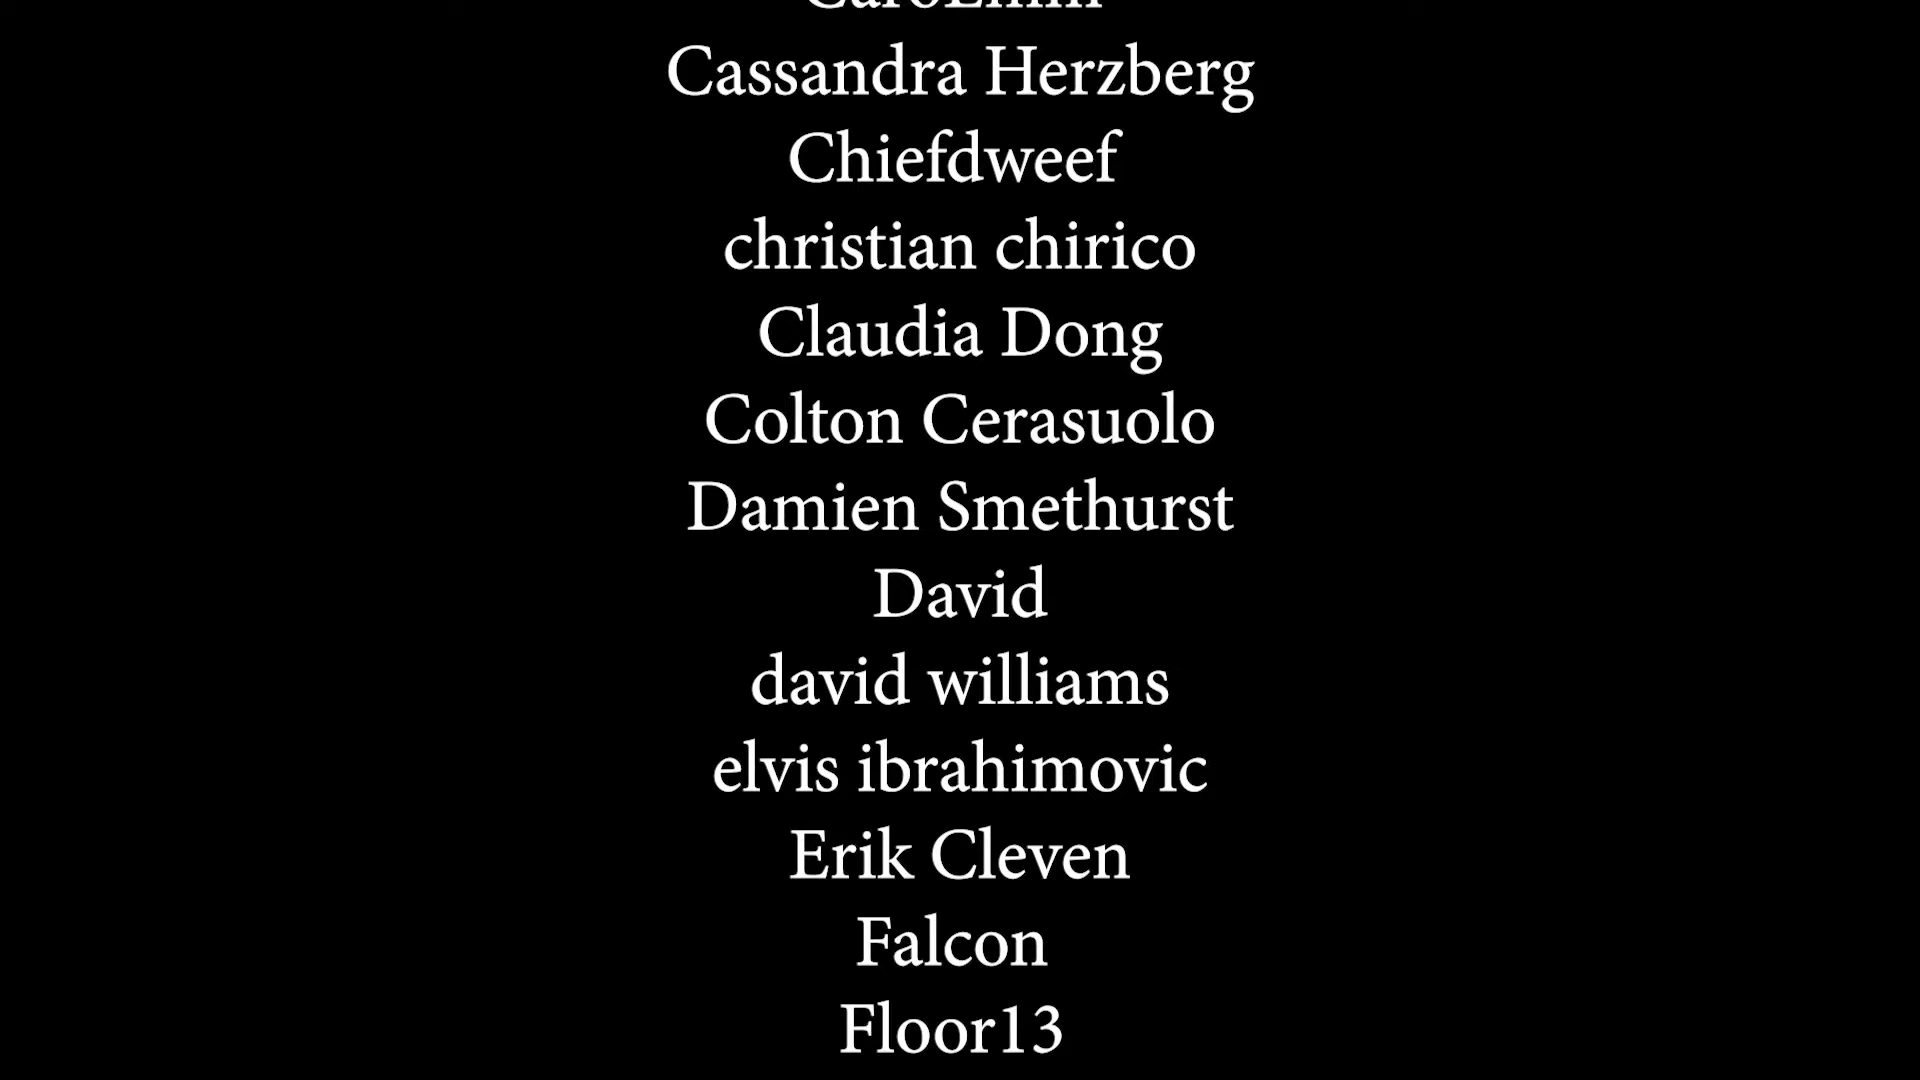 Cassandra Herzberg
Chiefdweef
christian chirico
Claudia Dong
Colton Cerasuolo
Damien Smethurst
David
david williams
elvis ibrahimovic
Erik Cleven
Falcon
Floor13